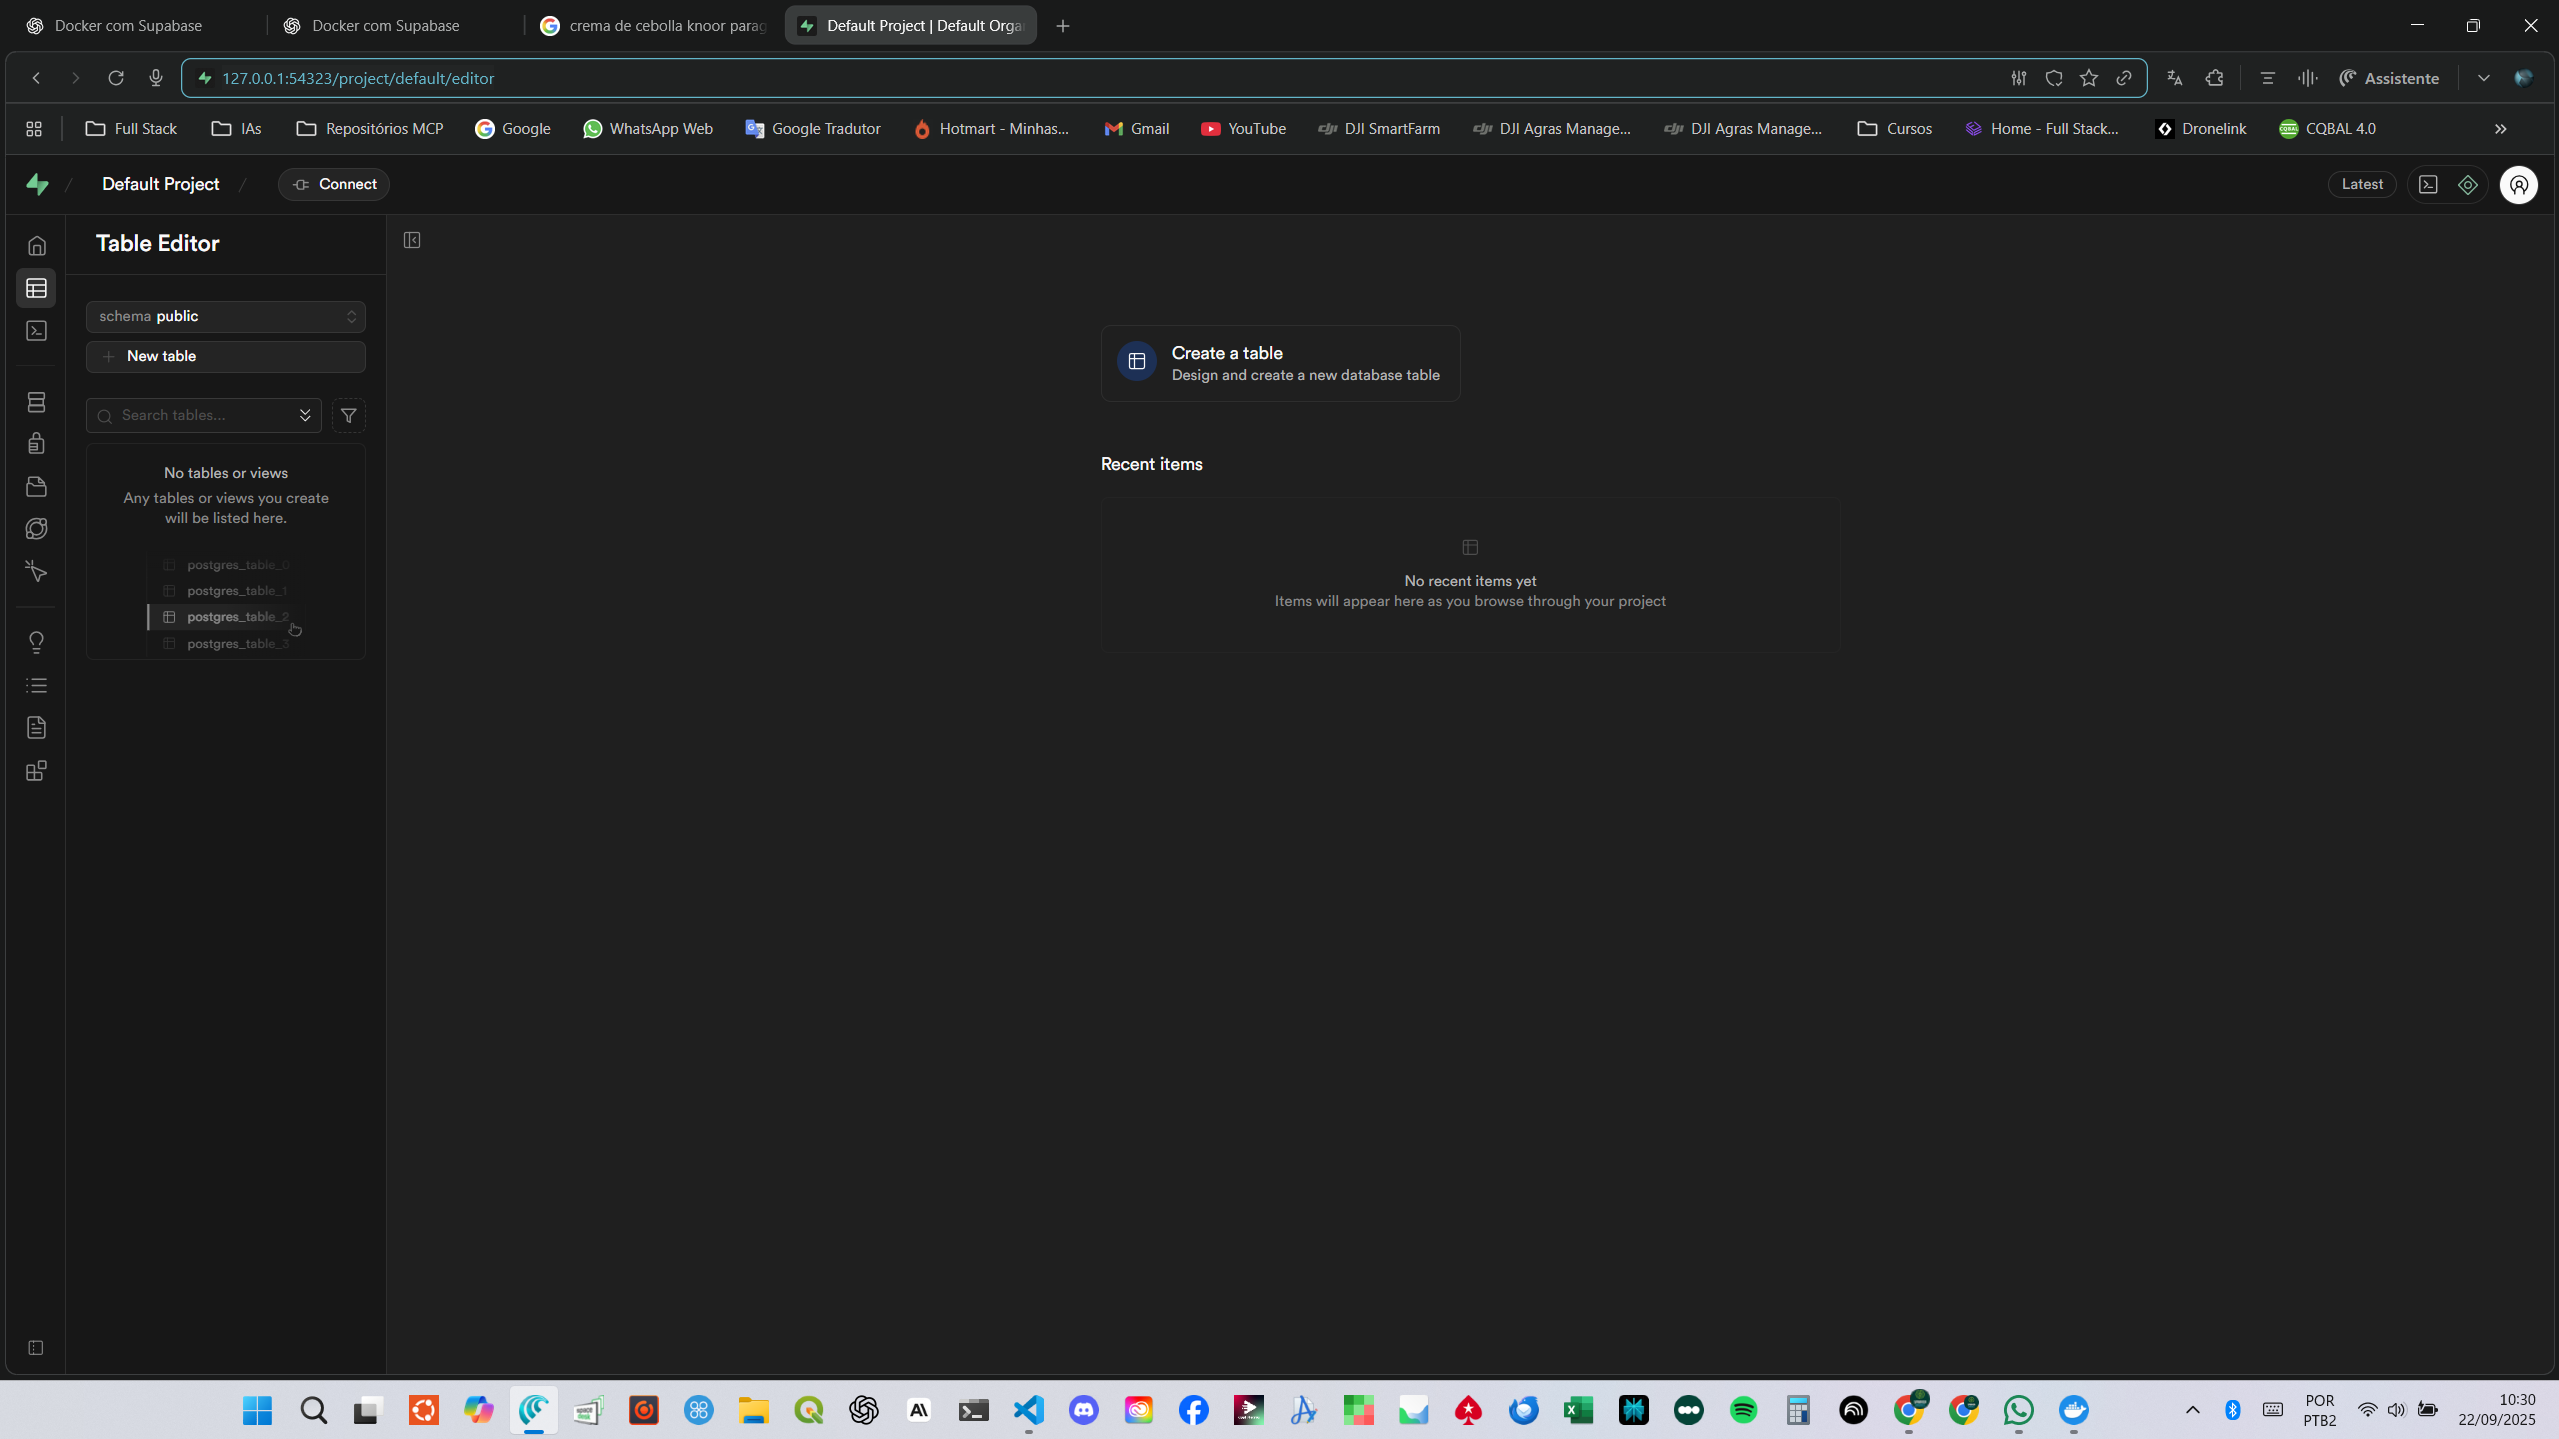 Docker com Supabase
Docker com Supabase
crema de cebolla knoor parag
Default Project | Default Orga
127.0.0.1:54323/project/default/editor
Assistente
Full Stack
IAs
Repositórios MCP
Google
WhatsApp Web
Google Tradutor
Hotmart - Minhas...
Gmail
YouTube
DJI SmartFarm
DJI Agras Manage...
DJI Agras Manage...
Cursos
Home - Full Stack...
Dronelink
CQBAL 4.0
Default Project
Connect
Latest
Table Editor
schema public
New table
Search tables...
No tables or views
Any tables or views you create
will be listed here.
postgres_table_0
postgres_table_1
postgres_table_2
postgres_table_3
Create a table
Design and create a new database table
Recent items
No recent items yet
Items will appear here as you browse through your project
POR
PTB2
10:30
22/09/2025